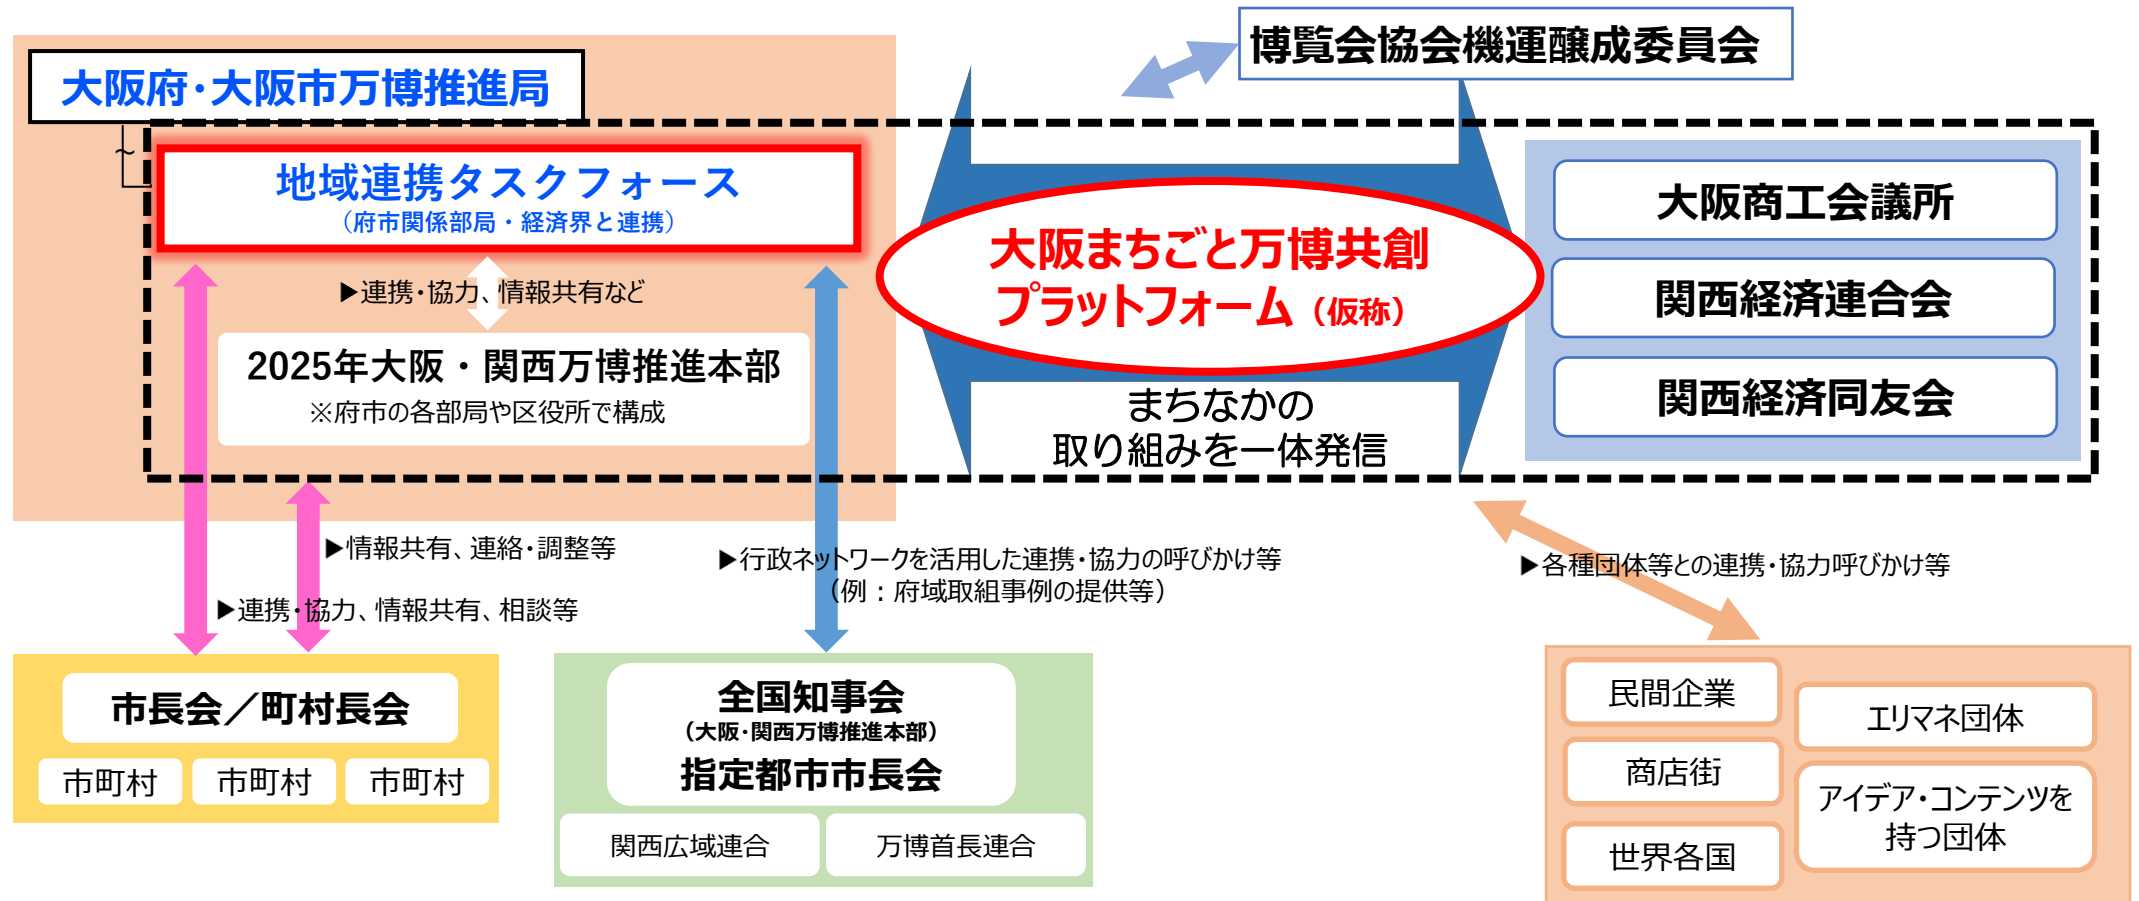 博覧会協会機運醸成委員会
大阪府・大阪市万博推進局
地域連携タスクフォース
（府市関係部局・経済界と連携）
▶連携・協力、情報共有など
2025年大阪・関西万博推進本部
※府市の各部局や区役所で構成
大阪まちごと万博共創
プラットフォーム（仮称）
まちなかの
取り組みを一体発信
大阪商工会議所
関西経済連合会
関西経済同友会
▶情報共有、連絡・調整等
▶連携・協力、情報共有、相談等
▶行政ネットワークを活用した連携・協力の呼びかけ等
（例：府域取組事例の提供等）
▶各種団体等との連携・協力呼びかけ等
市長会／町村長会
市町村
市町村
市町村
全国知事会
（大阪・関西万博推進本部）
指定都市市長会
関西広域連合
万博首長連合
民間企業
商店街
世界各国
エリマネ団体
アイデア・コンテンツを
持つ団体